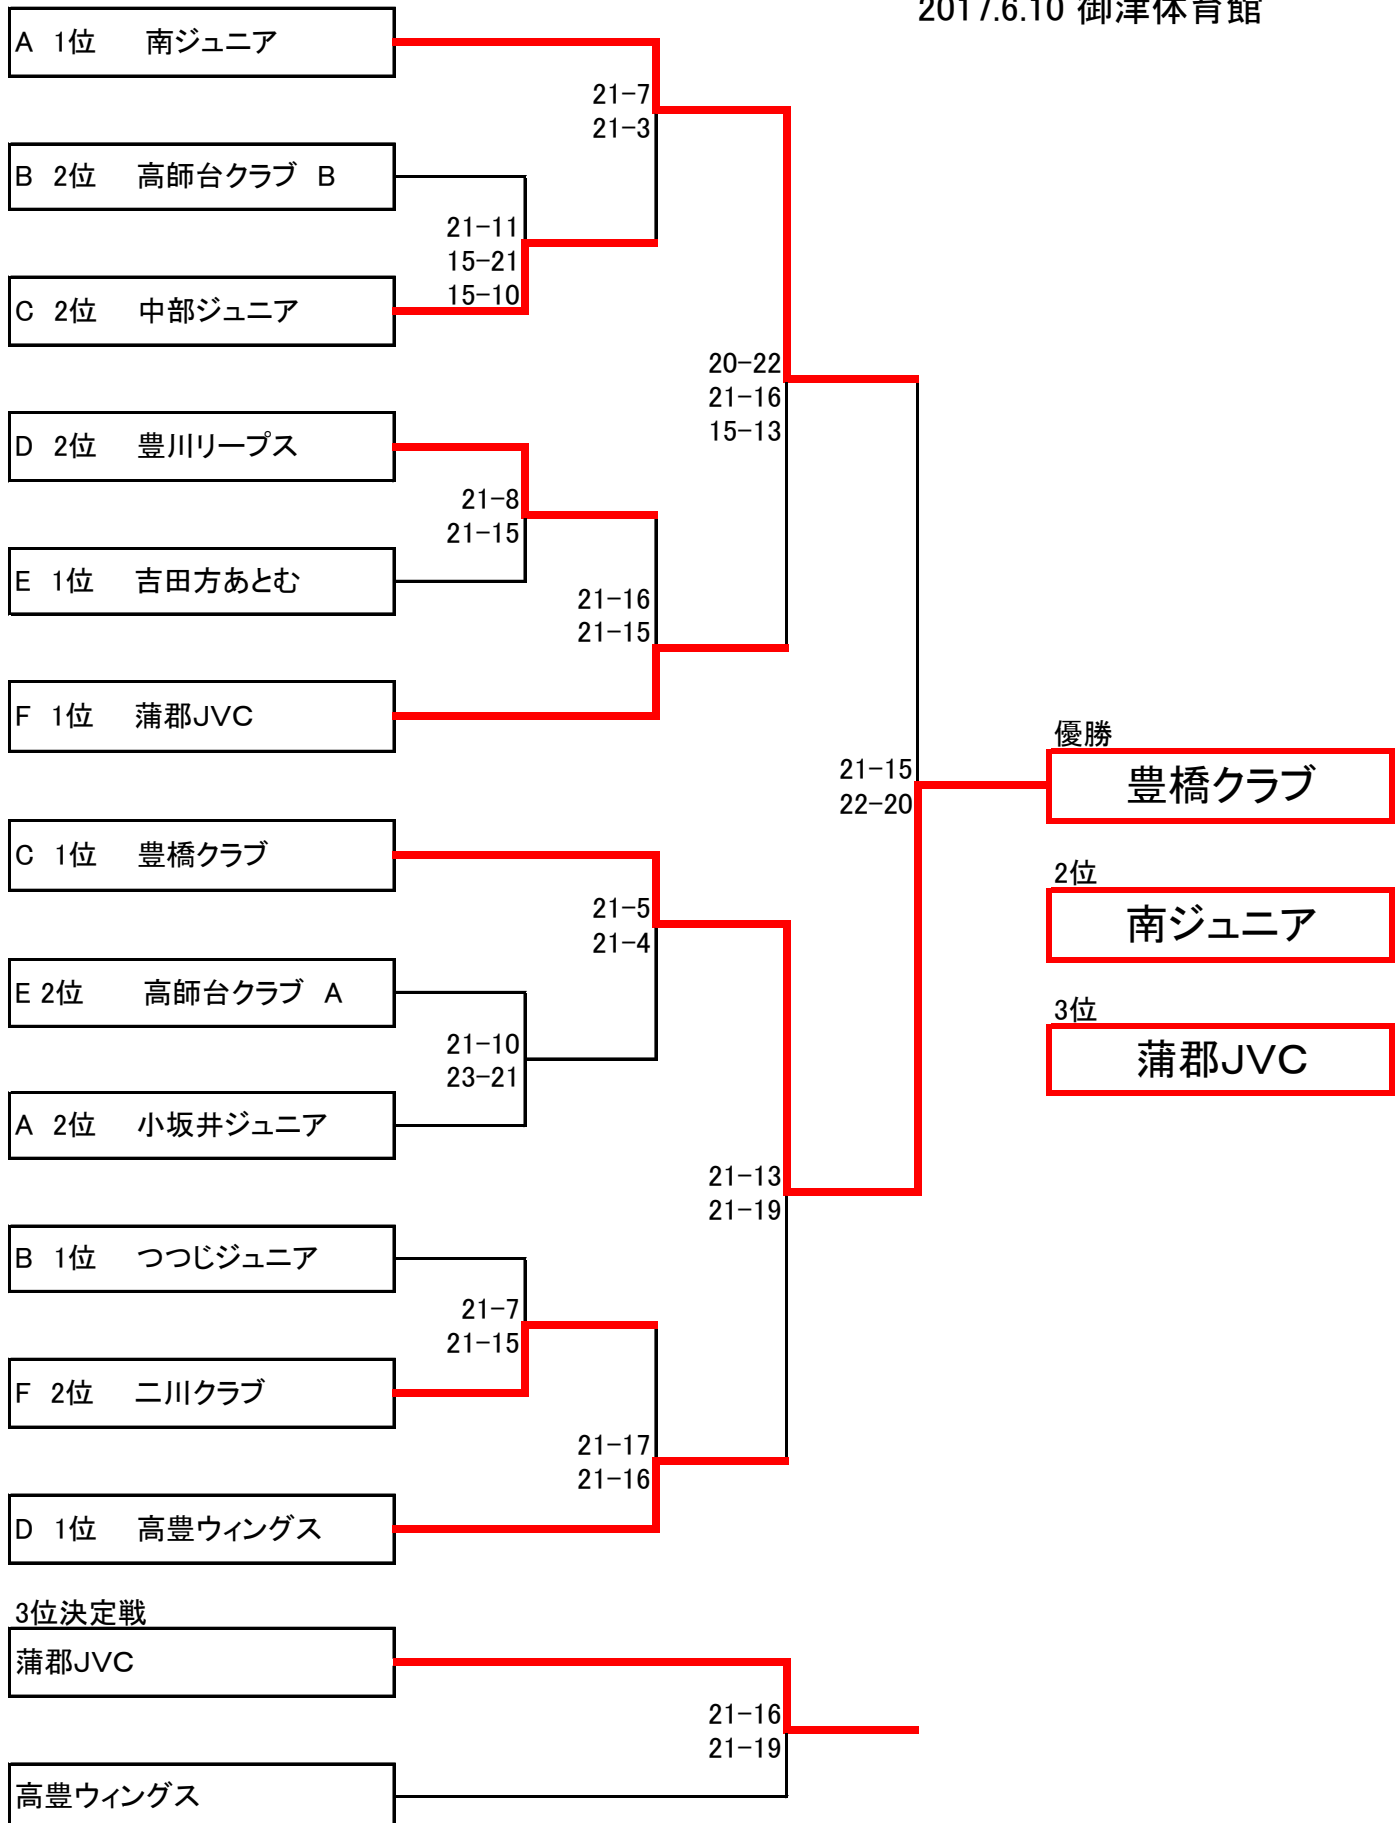 2017.6.10 御津体育館
A 1位 南ジュニア
21-7
21-3
B 2位 高師台クラブ B
21-11
15-21
15-10
C 2位 中部ジュニア
20-22
21-16
15-13
D 2位 豊川リープス
21-8
21-15
E 1位 吉田方あとむ
21-16
21-15
F 1位 蒲郡JVC
優勝
豊橋クラブ
21-15
22-20
C 1位 豊橋クラブ
2位
南ジュニア
21-5
21-4
E 2位 高師台クラブ A
3位
蒲郡JVC
21-10
23-21
A 2位 小坂井ジュニア
21-13
21-19
B 1位 つつじジュニア
21-7
21-15
F 2位 二川クラブ
21-17
21-16
D 1位 高豊ウィングス
3位決定戦
蒲郡JVC
21-16
21-19
高豊ウィングス